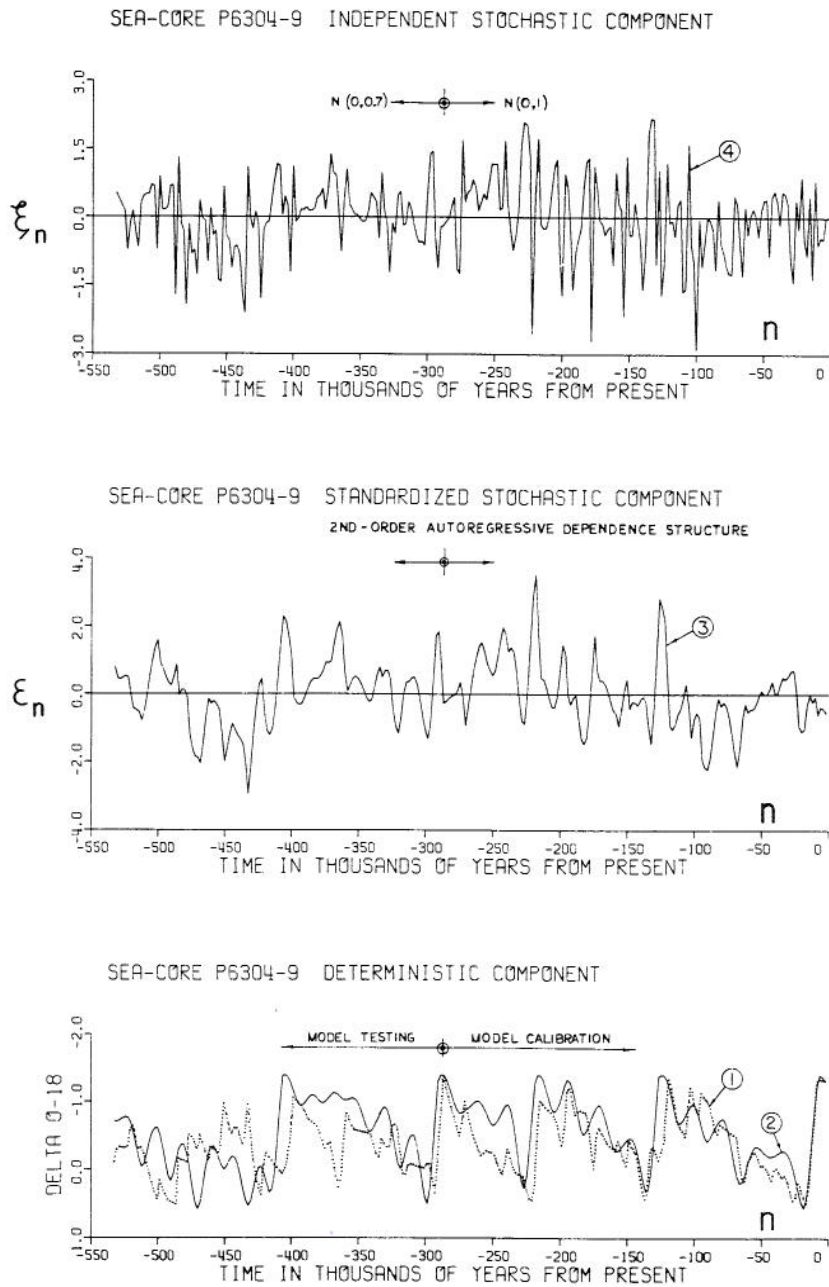 SEA-CORE P6304-9 INDEPENDENT STOCHASTIC COMPONENT
3.0
N (0,0.7)
N (0,1)
④
1.5
ξn
0.0
-1.5
n
-3.0
-550 -500 -450 -400 -350 -300 -250 -200 -150 -100 -50 0
TIME IN THOUSANDS OF YEARS FROM PRESENT
SEA-CORE P6304-9 STANDARDIZED STOCHASTIC COMPONENT
2ND-ORDER AUTOREGRESSIVE DEPENDENCE STRUCTURE
4.0
③
2.0
εn
0.0
-2.0
n
-4.0
-550 -500 -450 -400 -350 -300 -250 -200 -150 -100 -50 0
TIME IN THOUSANDS OF YEARS FROM PRESENT
SEA-CORE P6304-9 DETERMINISTIC COMPONENT
-2.0
MODEL TESTING
MODEL CALIBRATION
①
-1.0
②
DELTA O-18
0.0
n
1.0
-550 -500 -450 -400 -350 -300 -250 -200 -150 -100 -50 0
TIME IN THOUSANDS OF YEARS FROM PRESENT